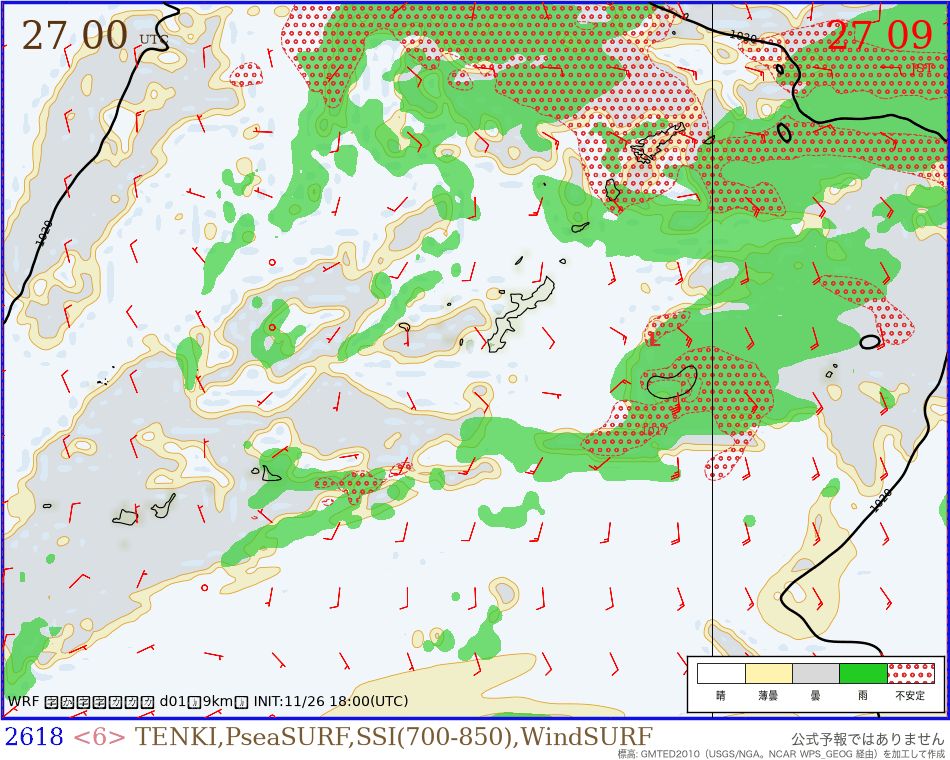 27 00 UTC
27 09 JST
1020
1020
1020
L
1017
晴 薄曇 曇 雨 不安定
WRF d01 9km INIT:11/26 18:00(UTC)
2618 <6> TENKI,PseaSURF,SSI(700-850),WindSURF
公式予報ではありません
標高: GMTED2010（USGS/NGA。NCAR WPS_GEOG 経由）を加工して作成